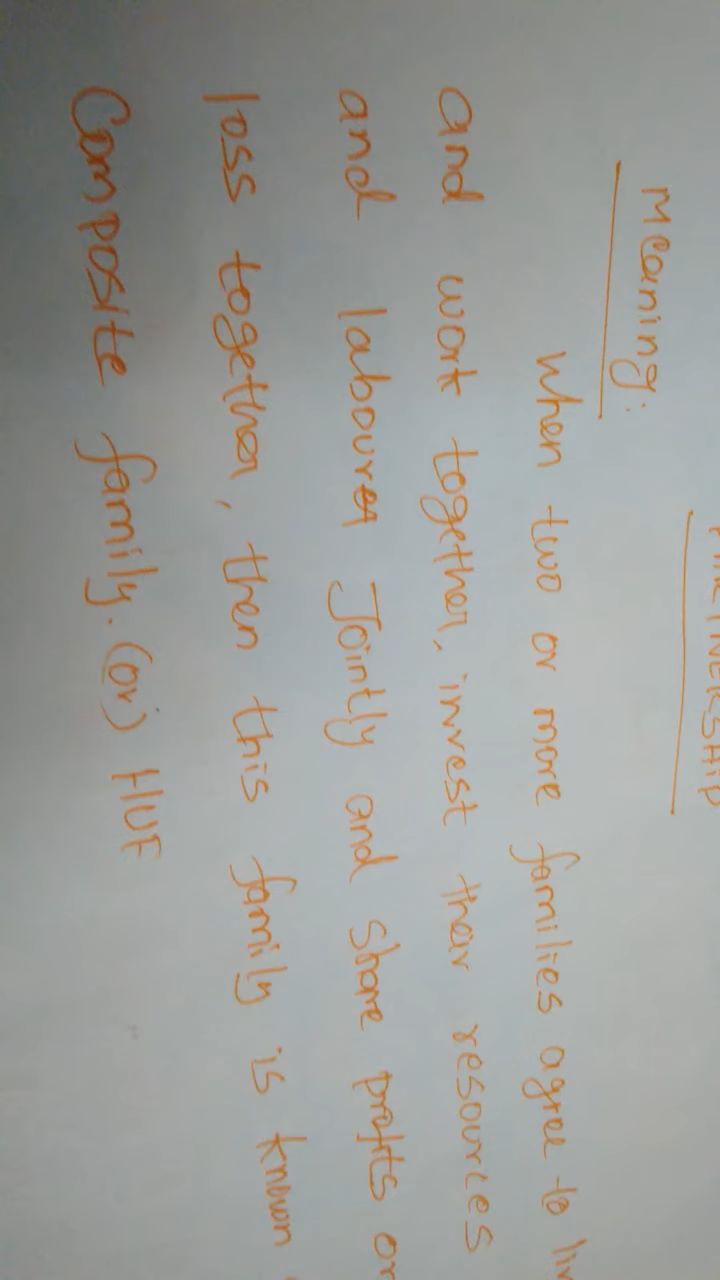 Meaning:
When two or more families agree to
and work together, invest their resources
and labour Jointly and share profits or
loss together, then this family is known
Composite family. (or) HUF